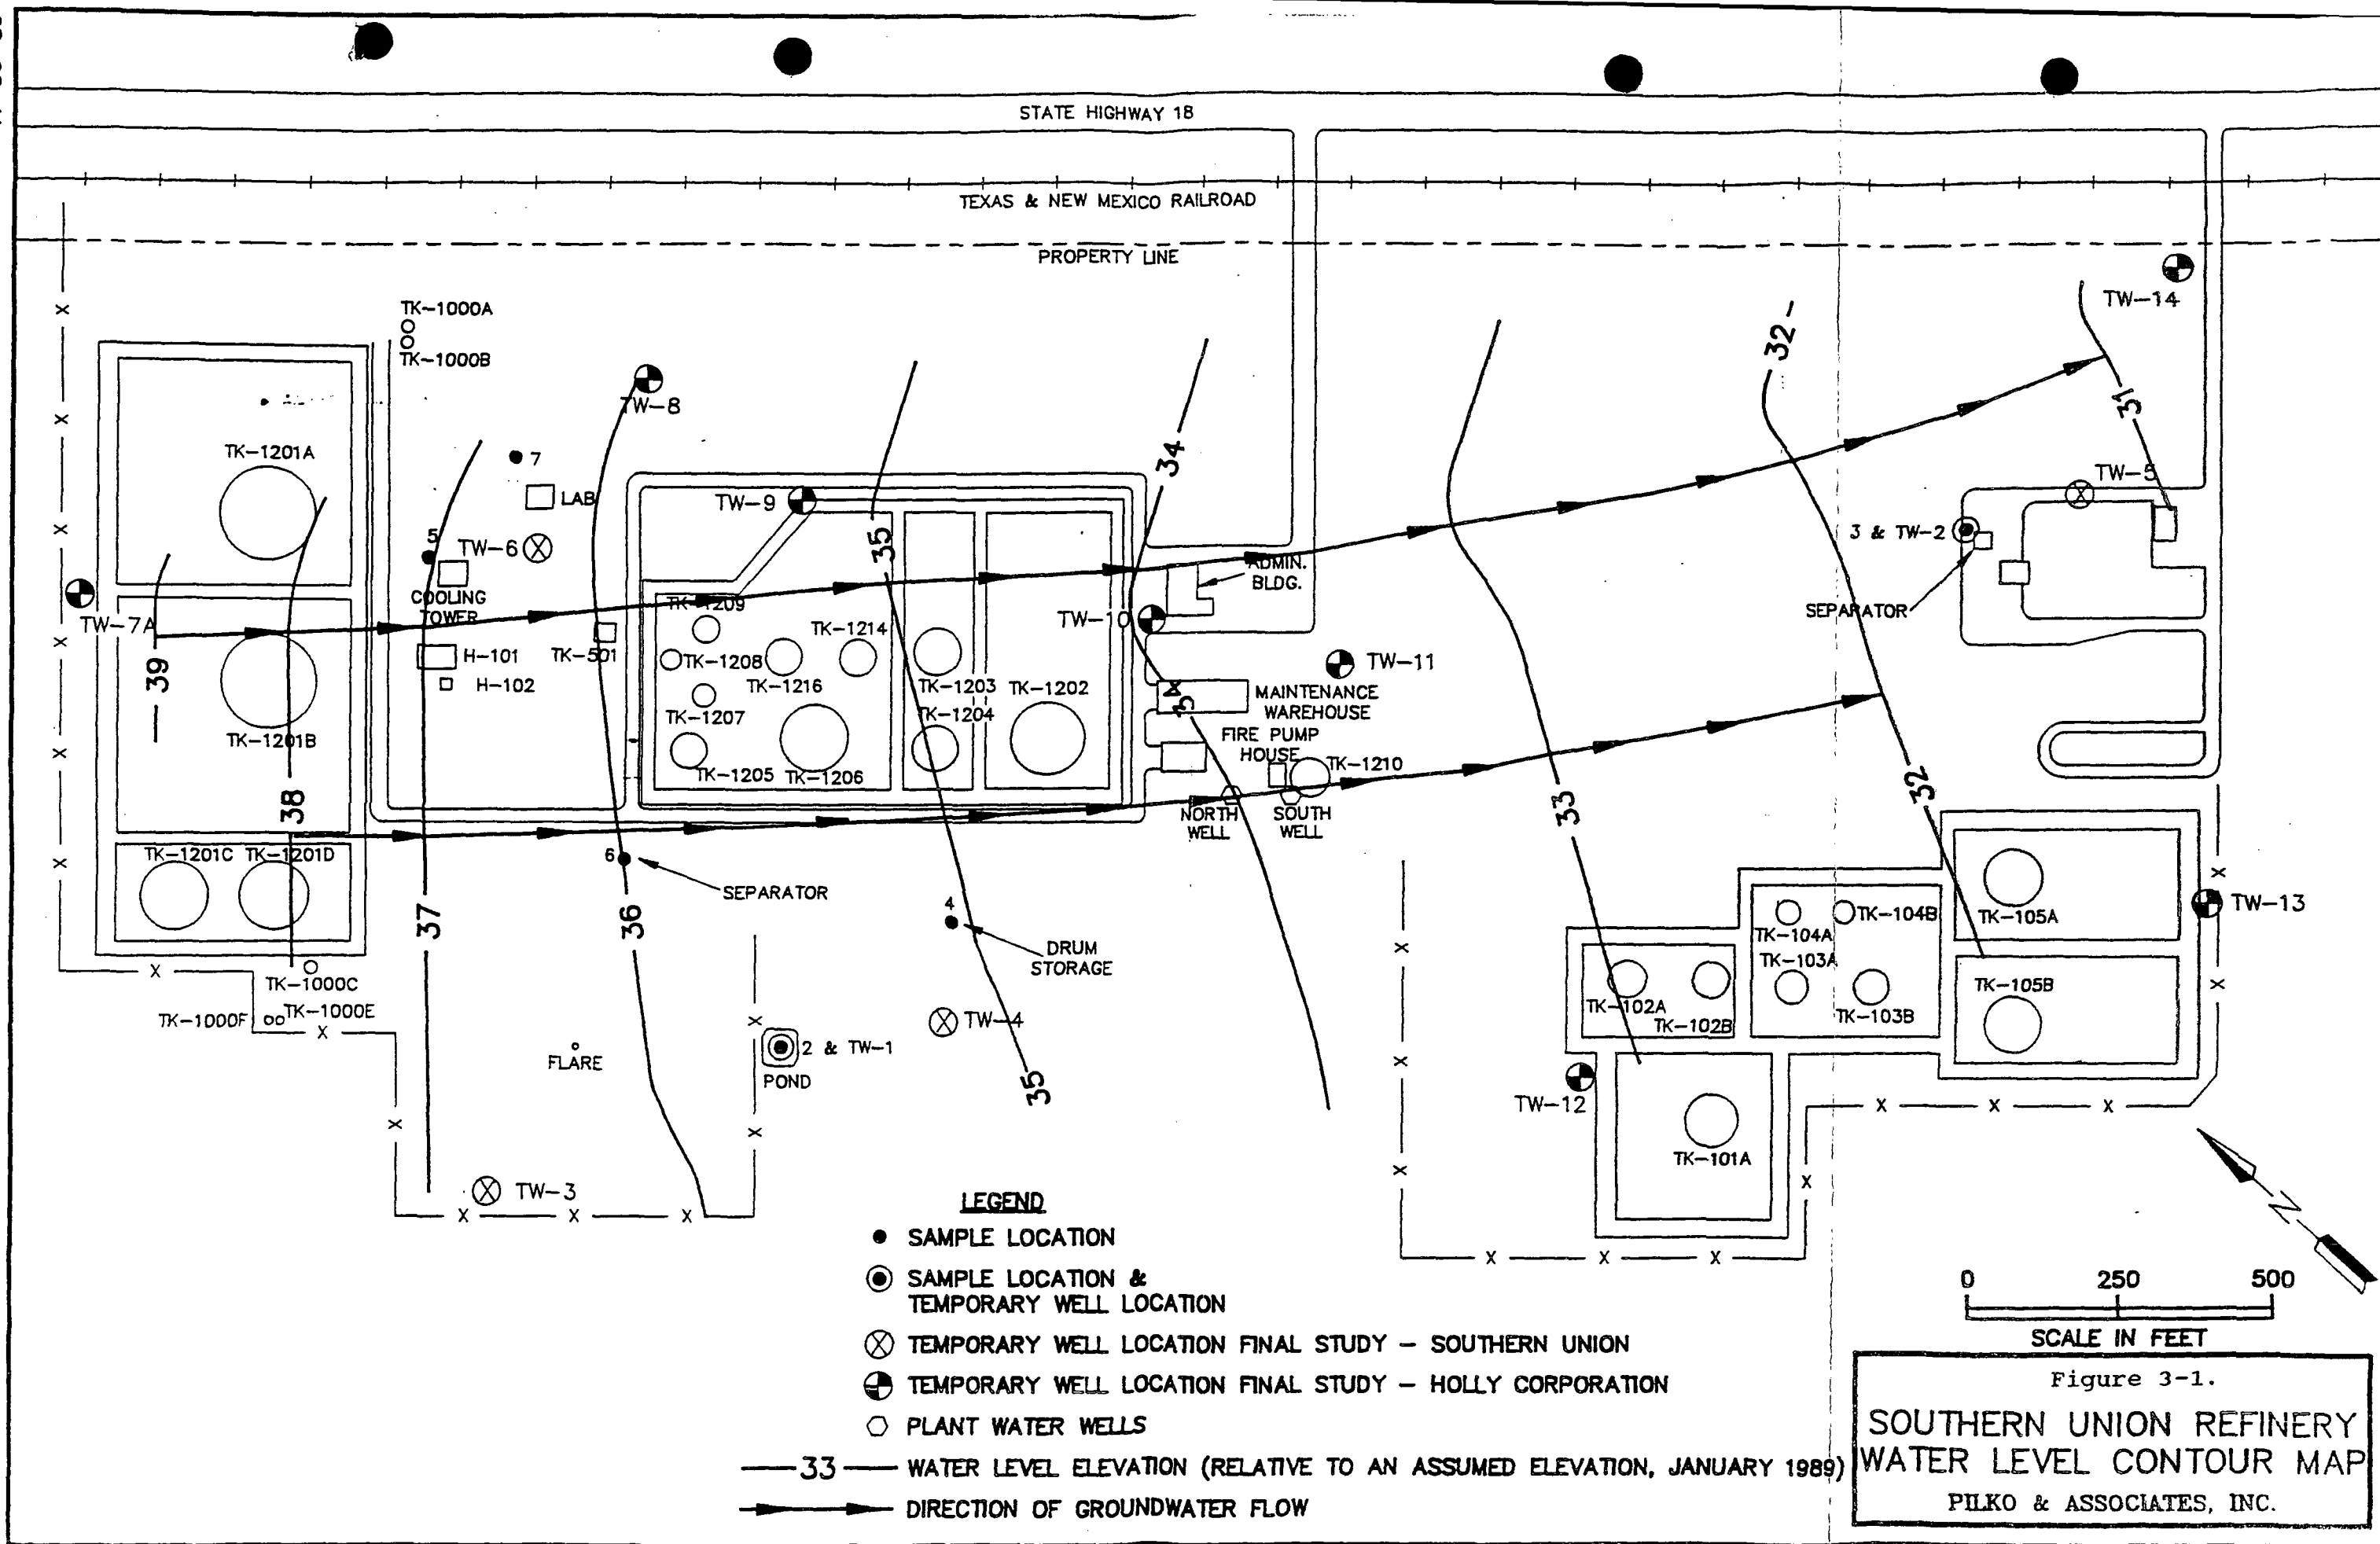 STATE HIGHWAY 18
TEXAS & NEW MEXICO RAILROAD
PROPERTY LINE
TW-14
TK-1000A
TK-1000B
32
31
TW-8
34
TK-1201A
7
LAB
TW-9
TW-5
5
TW-6
35
3 & TW-2
COOLING
TOWER
ADMIN.
BLDG.
SEPARATOR
TW-7A
TK-1209
TW-10
TK-1214
39
H-101
TK-501
TK-1208
TW-11
H-102
TK-1216
TK-1203
TK-1202
MAINTENANCE
WAREHOUSE
34
TK-1207
TK-1204
TK-1201B
FIRE PUMP
HOUSE
TK-1210
TK-1205
TK-1206
38
33
32
NORTH
WELL
SOUTH
WELL
TK-1201C
TK-1201D
6
SEPARATOR
37
36
4
DRUM
STORAGE
TW-13
TK-104B
TK-105A
TK-104A
TK-103A
TK-1000C
TK-1000F
TK-1000E
TK-102A
TK-102B
TK-103B
TK-105B
TW-4
FLARE
2 & TW-1
POND
35
TW-12
TK-101A
TW-3
N
LEGEND
SAMPLE LOCATION
SAMPLE LOCATION &
TEMPORARY WELL LOCATION
TEMPORARY WELL LOCATION FINAL STUDY - SOUTHERN UNION
TEMPORARY WELL LOCATION FINAL STUDY - HOLLY CORPORATION
PLANT WATER WELLS
33 WATER LEVEL ELEVATION (RELATIVE TO AN ASSUMED ELEVATION, JANUARY 1989)
DIRECTION OF GROUNDWATER FLOW
0 250 500
SCALE IN FEET
Figure 3-1.
SOUTHERN UNION REFINERY
WATER LEVEL CONTOUR MAP
PILKO & ASSOCIATES, INC.